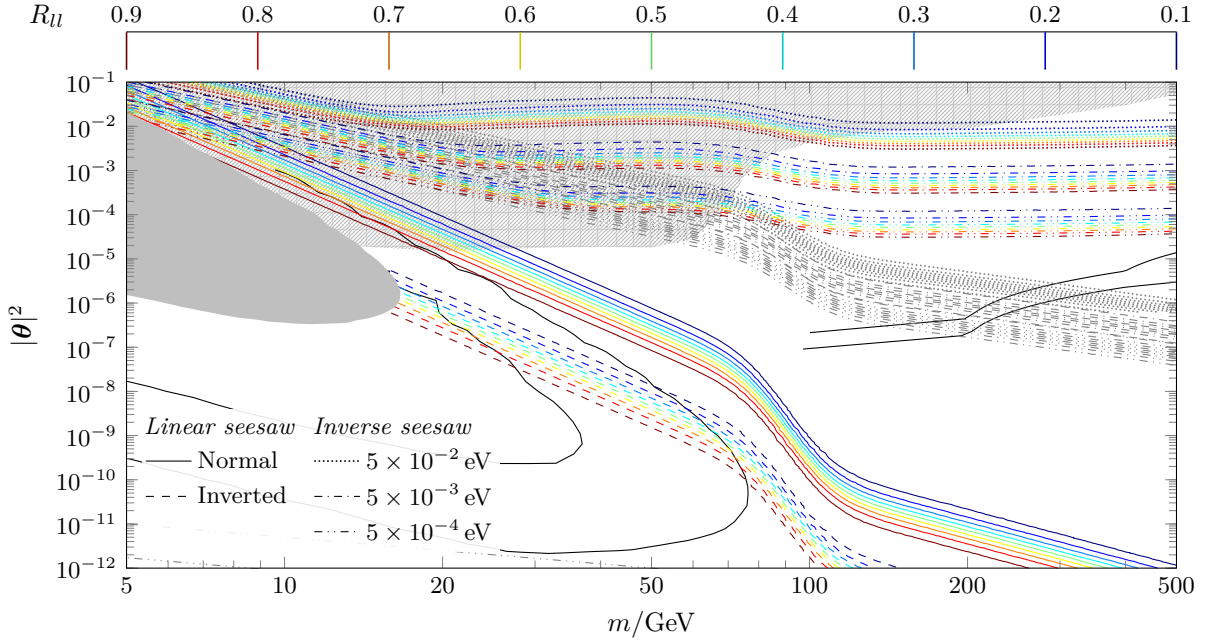 R_{ll} 0.9 0.8 0.7 0.6 0.5 0.4 0.3 0.2 0.1
10^{-1}
10^{-2}
10^{-3}
10^{-4}
10^{-5}
10^{-6}
10^{-7}
10^{-8}
10^{-9}
10^{-10}
10^{-11}
10^{-12}
|θ|^2
Linear seesaw Inverse seesaw
Normal 5 × 10^{-2} eV
Inverted 5 × 10^{-3} eV
5 × 10^{-4} eV
5 10 20 50 100 200 500
m/GeV